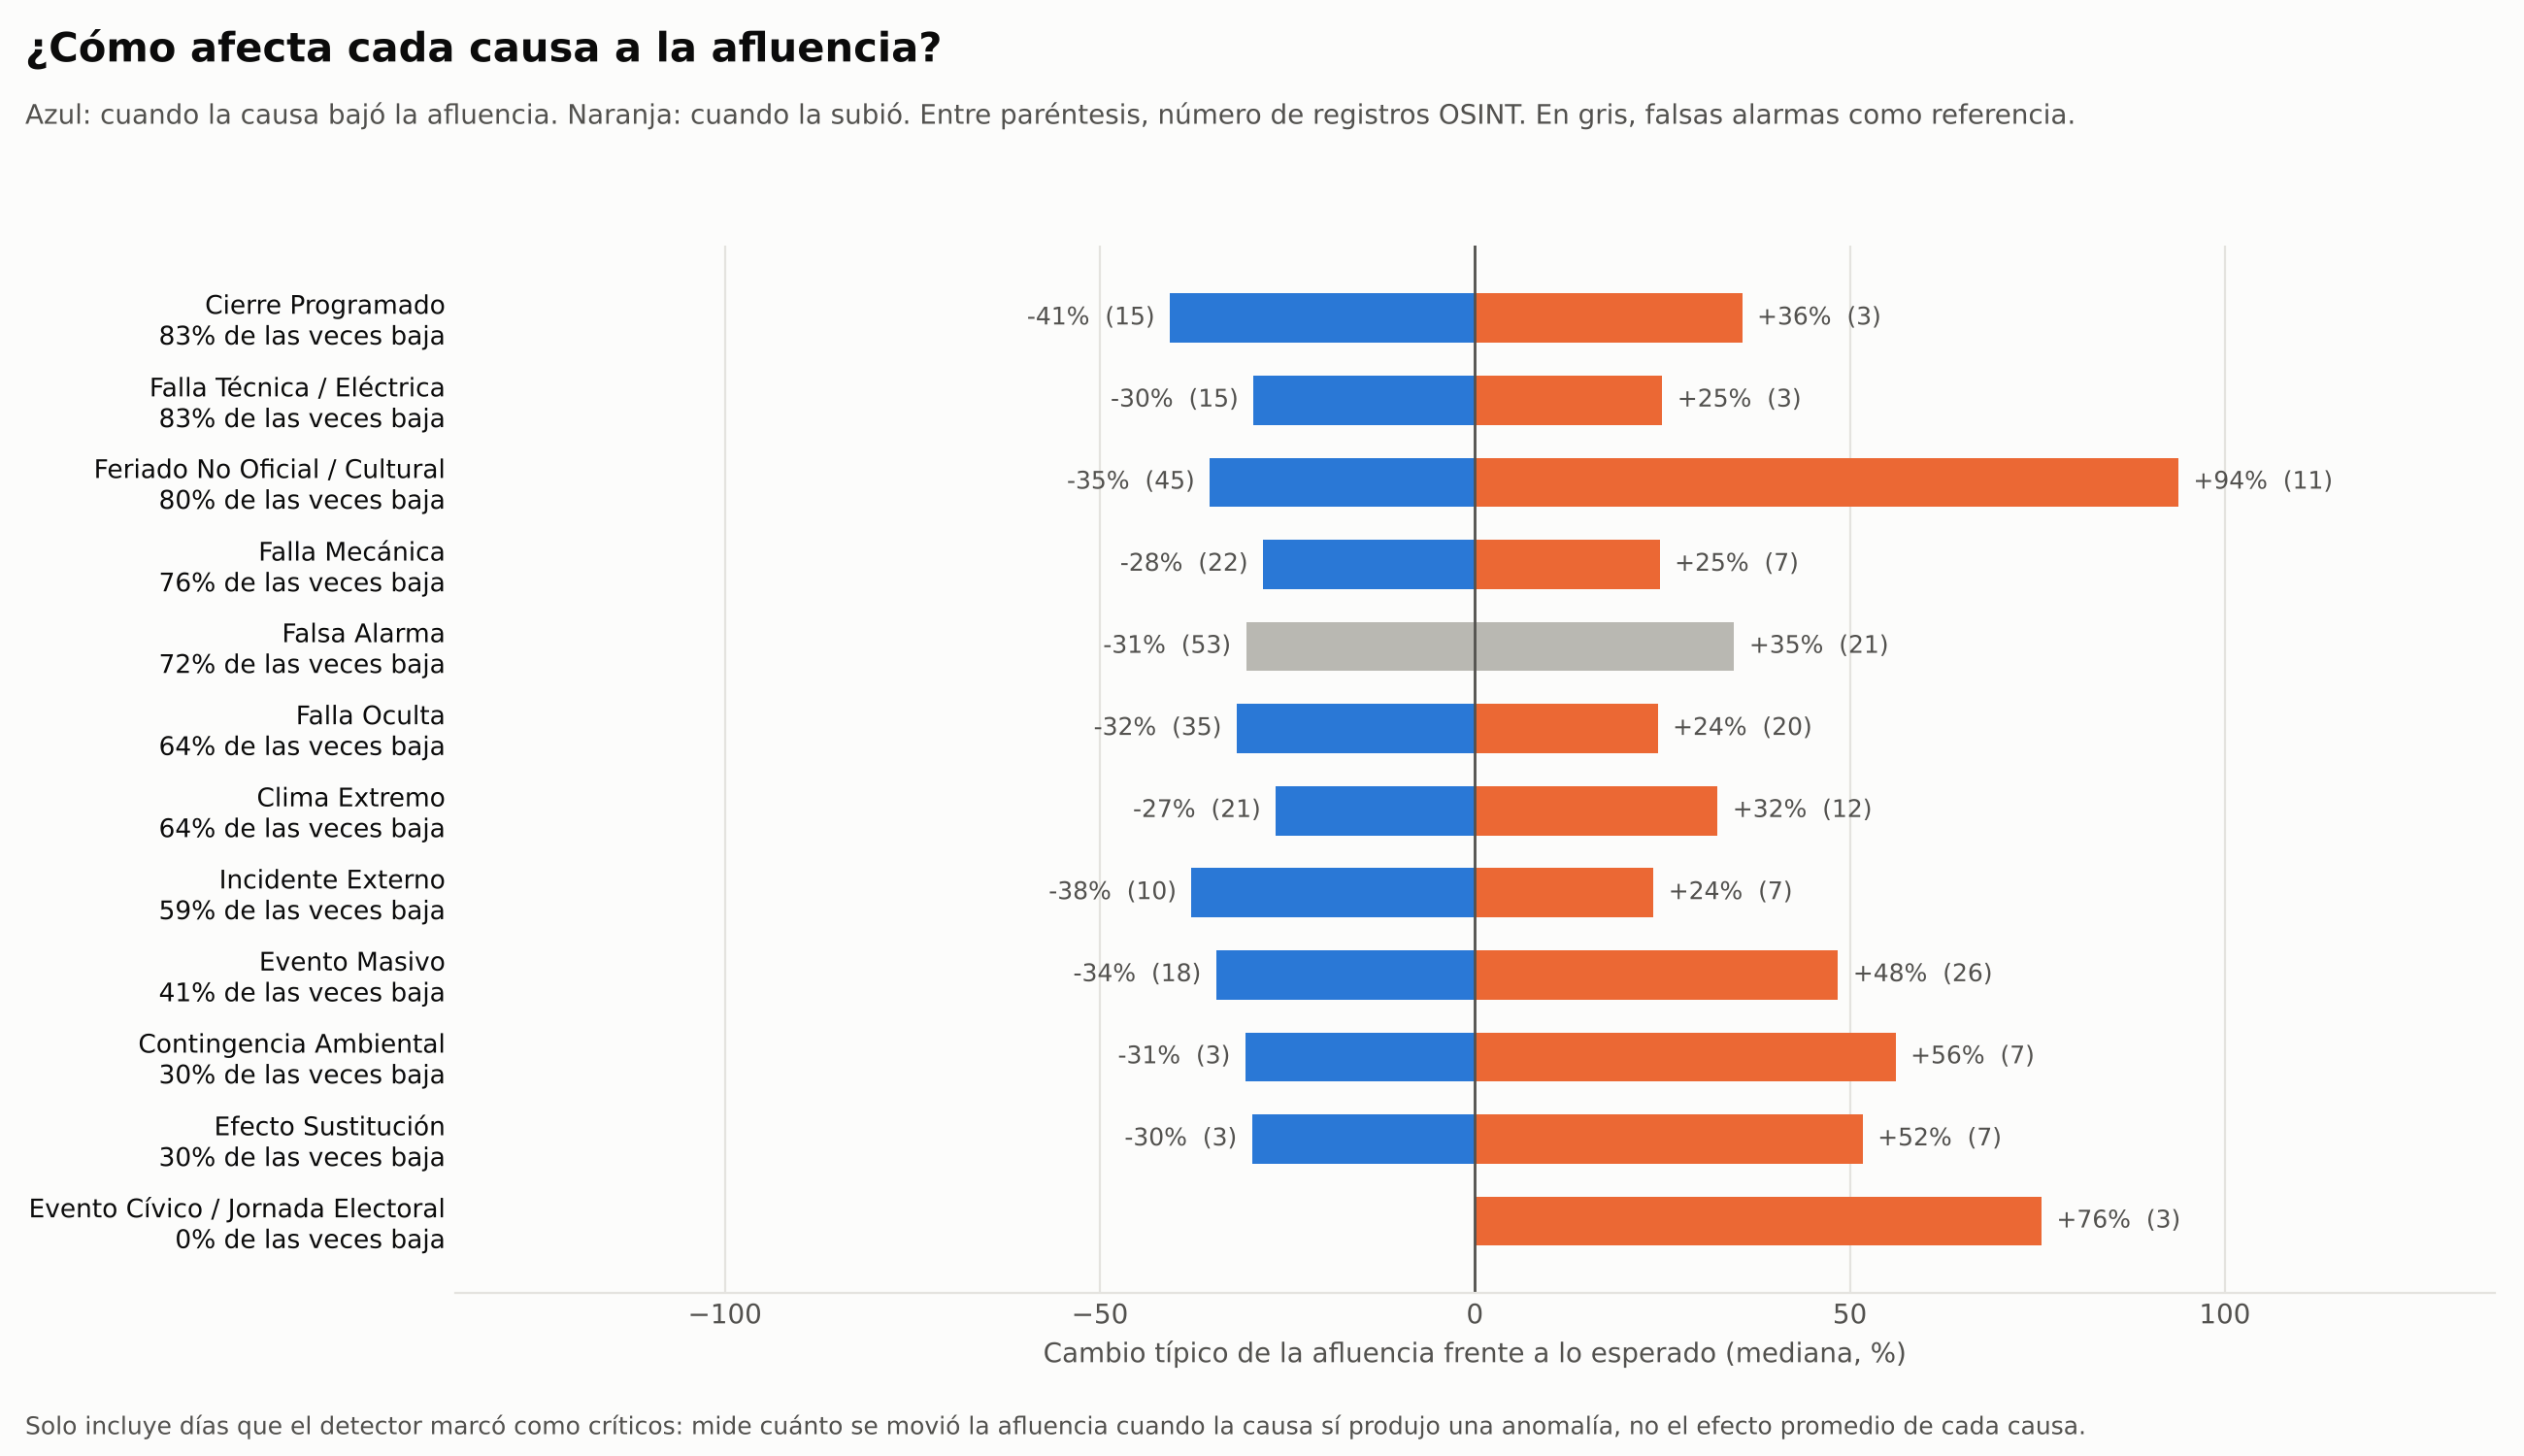 ¿Cómo afecta cada causa a la afluencia?
Azul: cuando la causa bajó la afluencia. Naranja: cuando la subió. Entre paréntesis, número de registros OSINT. En gris, falsas alarmas como referencia.
Cierre Programado
83% de las veces baja
-41% (15)
+36% (3)
Falla Técnica / Eléctrica
83% de las veces baja
-30% (15)
+25% (3)
Feriado No Oficial / Cultural
80% de las veces baja
-35% (45)
+94% (11)
Falla Mecánica
76% de las veces baja
-28% (22)
+25% (7)
Falsa Alarma
72% de las veces baja
-31% (53)
+35% (21)
Falla Oculta
64% de las veces baja
-32% (35)
+24% (20)
Clima Extremo
64% de las veces baja
-27% (21)
+32% (12)
Incidente Externo
59% de las veces baja
-38% (10)
+24% (7)
Evento Masivo
41% de las veces baja
-34% (18)
+48% (26)
Contingencia Ambiental
30% de las veces baja
-31% (3)
+56% (7)
Efecto Sustitución
30% de las veces baja
-30% (3)
+52% (7)
Evento Cívico / Jornada Electoral
0% de las veces baja
+76% (3)
−100 −50 0 50 100
Cambio típico de la afluencia frente a lo esperado (mediana, %)
Solo incluye días que el detector marcó como críticos: mide cuánto se movió la afluencia cuando la causa sí produjo una anomalía, no el efecto promedio de cada causa.